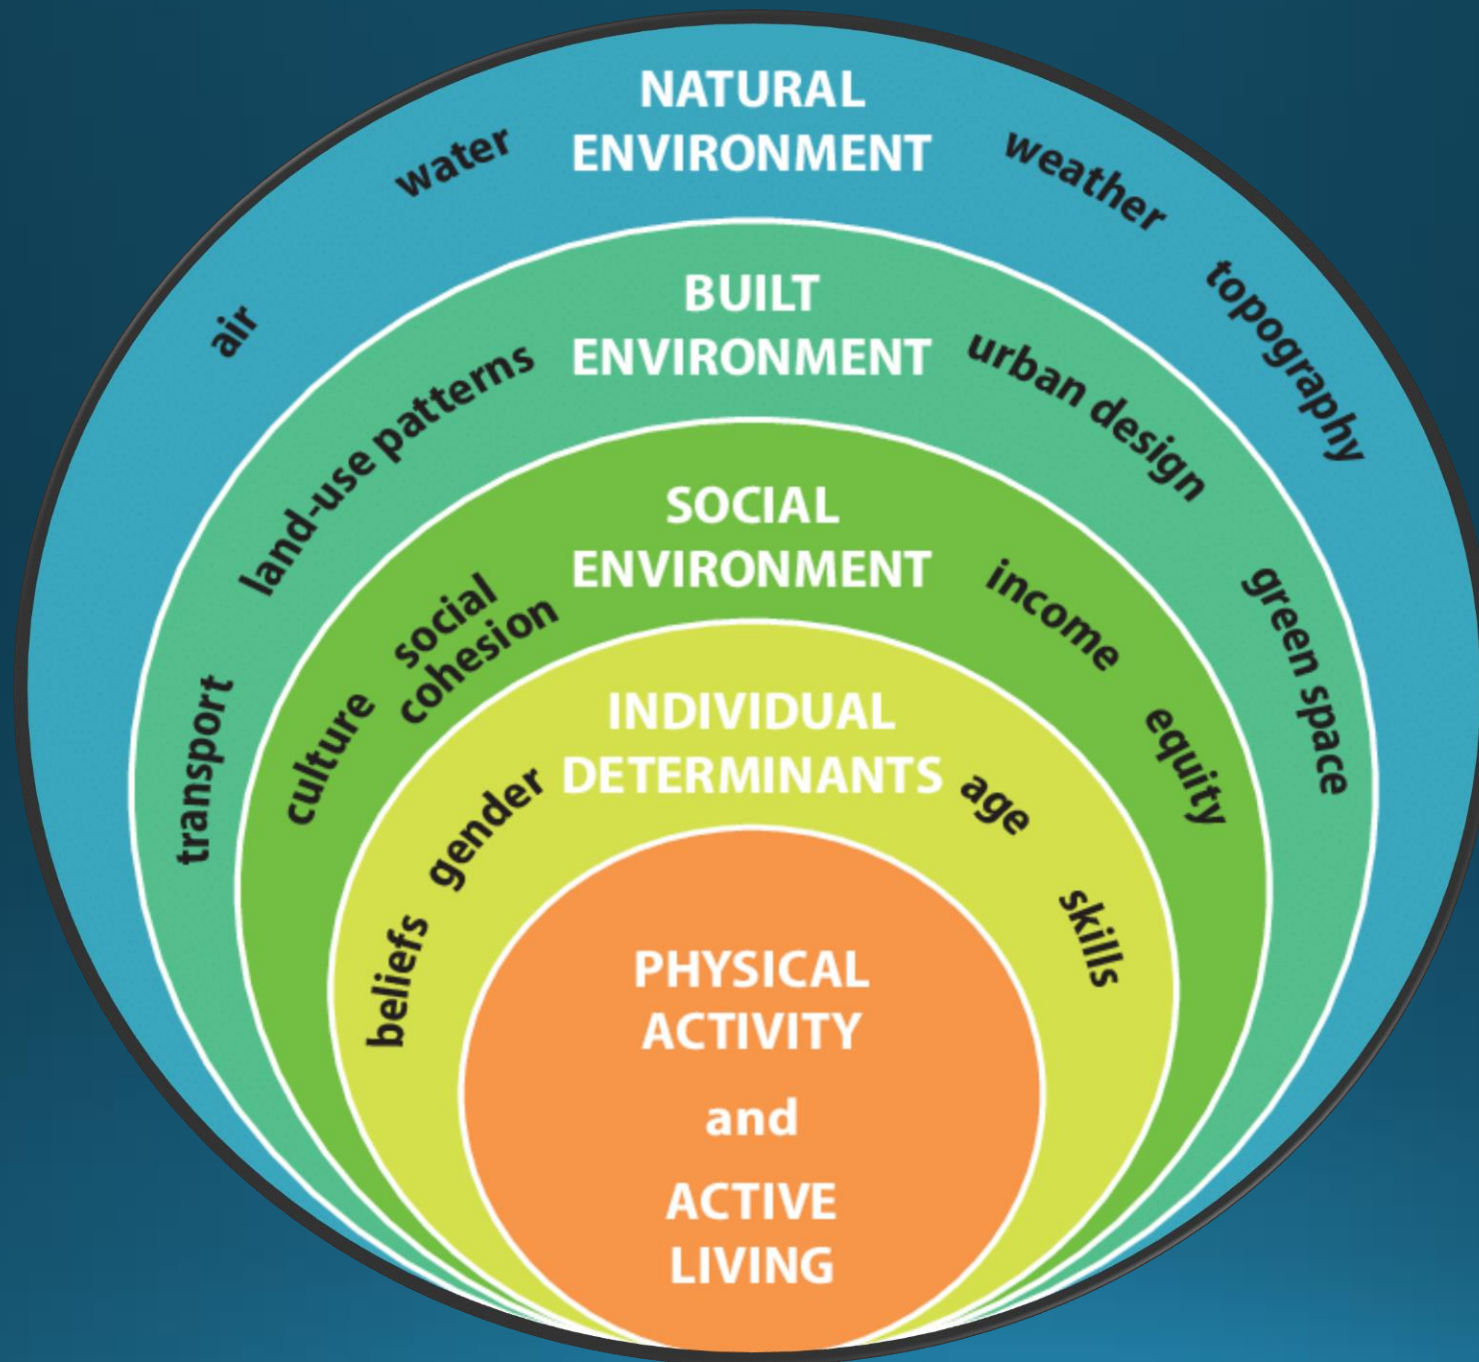 NATURAL
ENVIRONMENT
air
water
weather
topography
BUILT
ENVIRONMENT
transport
land-use patterns
urban design
green space
SOCIAL
ENVIRONMENT
culture
social
cohesion
income
equity
INDIVIDUAL
DETERMINANTS
beliefs
gender
age
skills
PHYSICAL
ACTIVITY
and
ACTIVE
LIVING